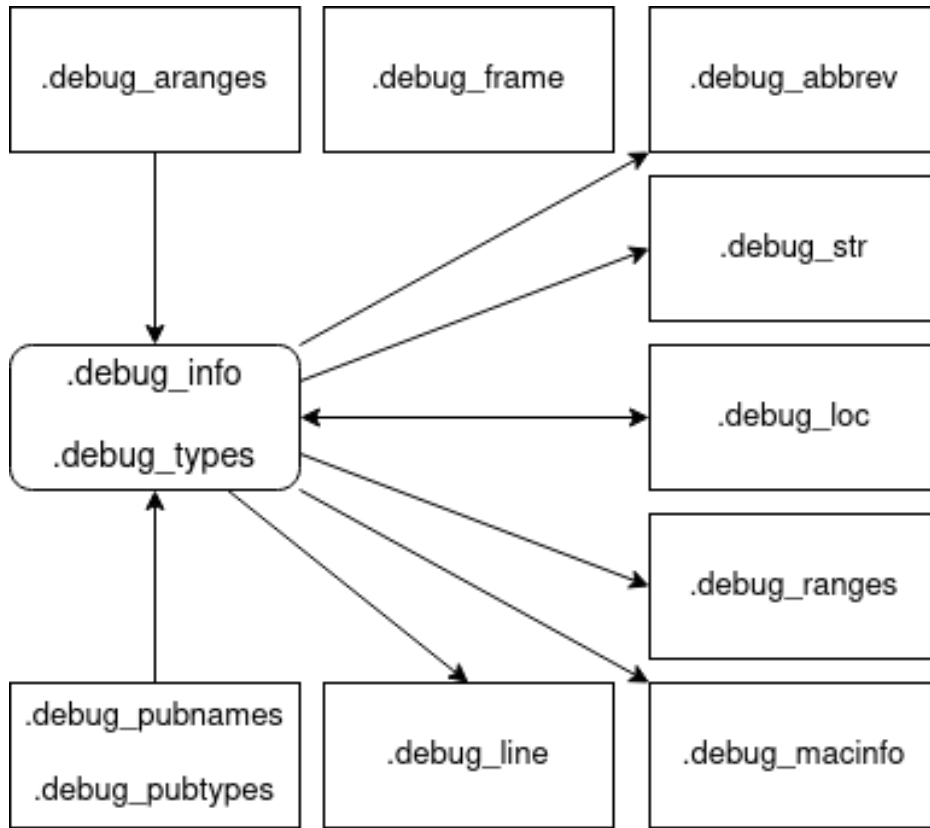 .debug_aranges
.debug_frame
.debug_abbrev
.debug_str
.debug_info
.debug_types
.debug_loc
.debug_ranges
.debug_pubnames
.debug_pubtypes
.debug_line
.debug_macinfo